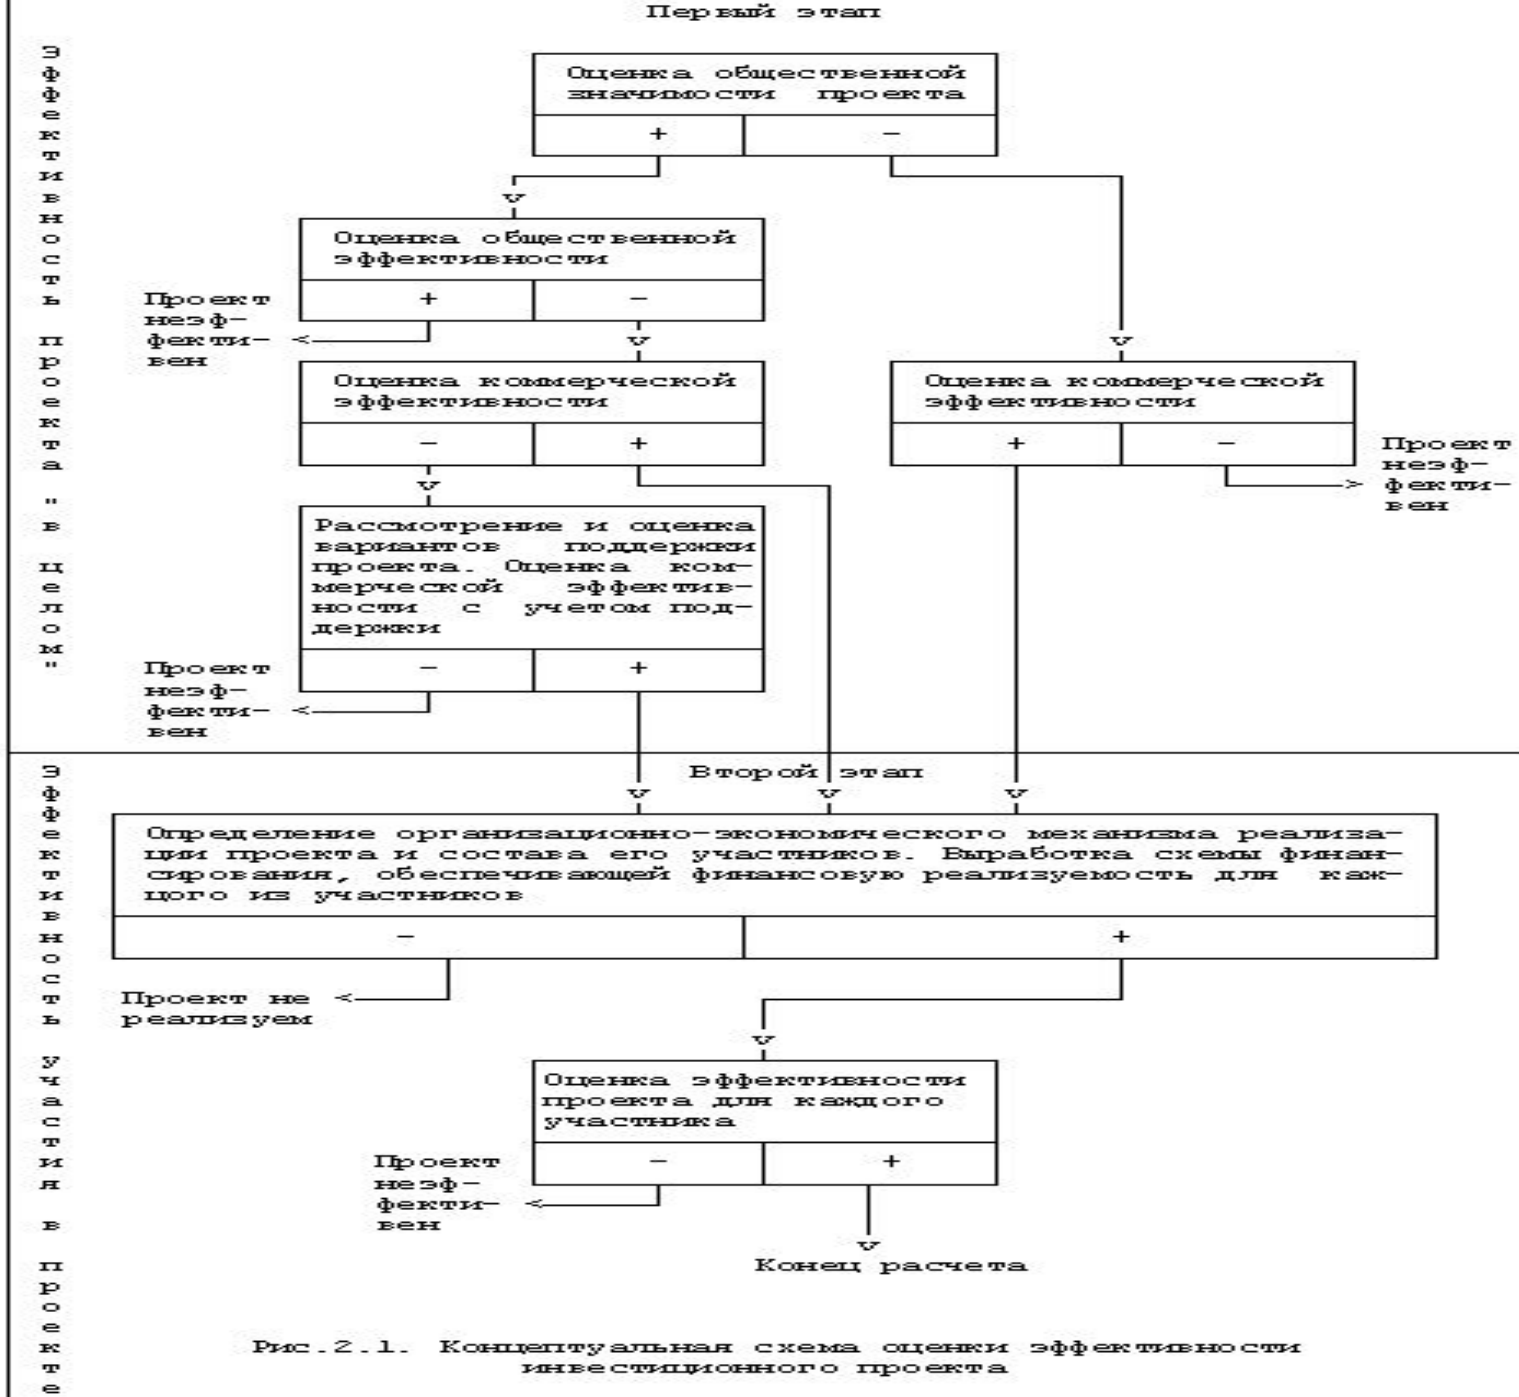 Первый этап
Эффективность проекта "в целом"
Оценка общественной
значимости проекта
+ −
Оценка общественной
эффективности
+ −
Проект
неэф-
фекти-
вен
Оценка коммерческой
эффективности
− +
Оценка коммерческой
эффективности
+ −
Проект
неэф-
фекти-
вен
Рассмотрение и оценка
вариантов поддержки
проекта. Оценка ком-
мерческой эффектив-
ности с учетом под-
держки
− +
Проект
неэф-
фекти-
вен
Второй этап
Эффективность участия в проекте
Определение организационно-экономического механизма реализа-
ции проекта и состава его участников. Выработка схемы финан-
сирования, обеспечивающей финансовую реализуемость для каж-
дого из участников
− +
Проект не
реализуем
Оценка эффективности
проекта для каждого
участника
− +
Проект
неэф-
фекти-
вен
Конец расчета
Рис.2.1. Концептуальная схема оценки эффективности
инвестиционного проекта